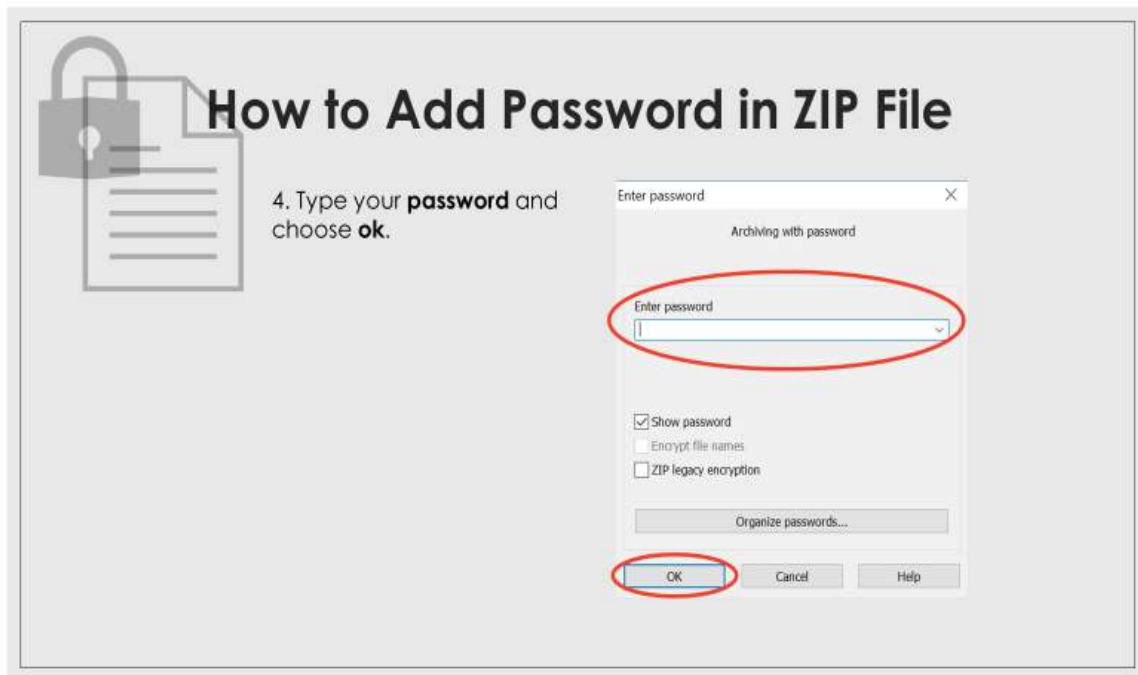 How to Add Password in ZIP File
4. Type your password and
choose ok.
Enter password
Archiving with password
Enter password
Show password
Encrypt file names
ZIP legacy encryption
Organize passwords...
OK Cancel Help